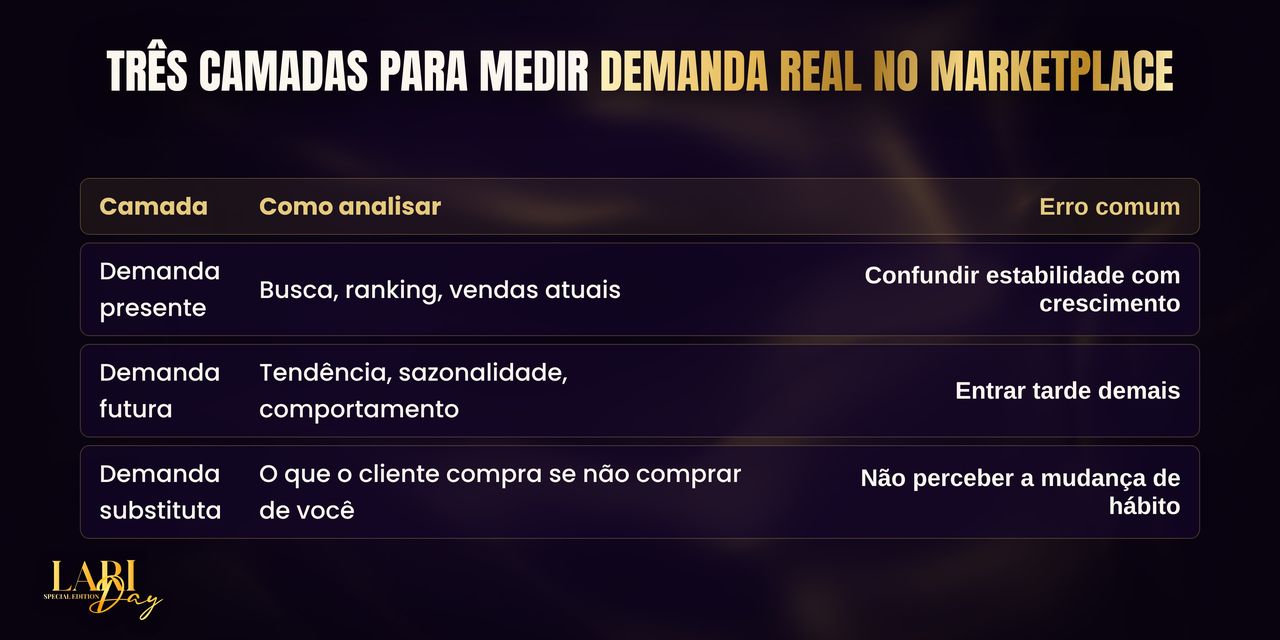 TRÊS CAMADAS PARA MEDIR DEMANDA REAL NO MARKETPLACE
Camada
Como analisar
Erro comum
Demanda
presente
Busca, ranking, vendas atuais
Confundir estabilidade com
crescimento
Demanda
futura
Tendência, sazonalidade,
comportamento
Entrar tarde demais
Demanda
substituta
O que o cliente compra se não comprar
de você
Não perceber a mudança de
hábito
LABI
SPECIAL EDITION
Day